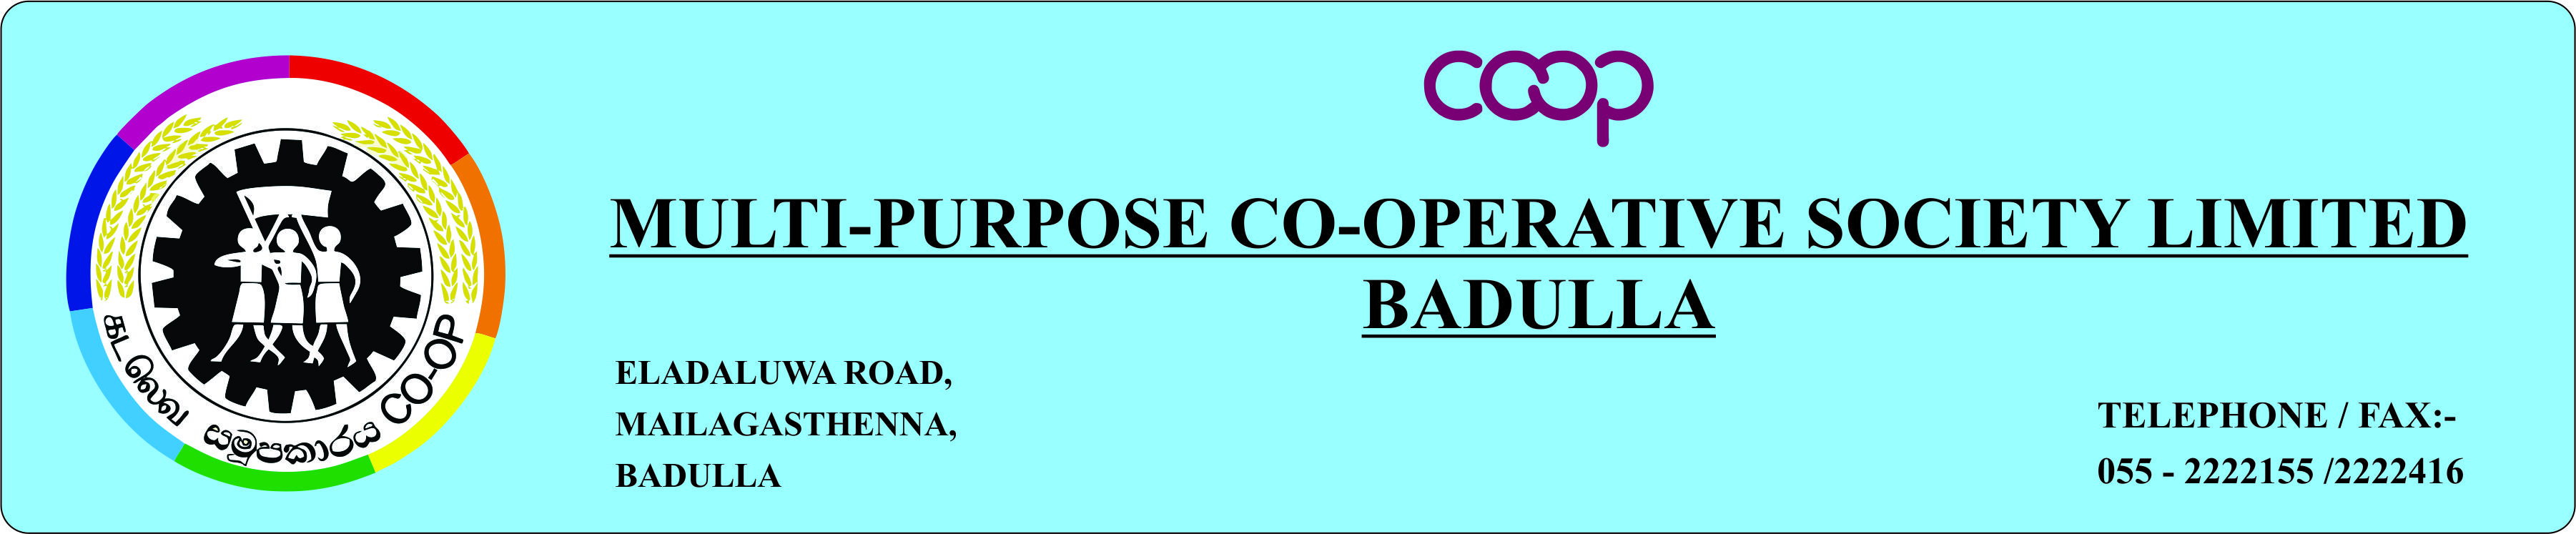 கூட்டுறவு සමූපකාරය CO-OP
coop
MULTI-PURPOSE CO-OPERATIVE SOCIETY LIMITED
BADULLA
ELADALUWA ROAD,
MAILAGASTHENNA,
BADULLA
TELEPHONE / FAX:-
055 - 2222155 /2222416